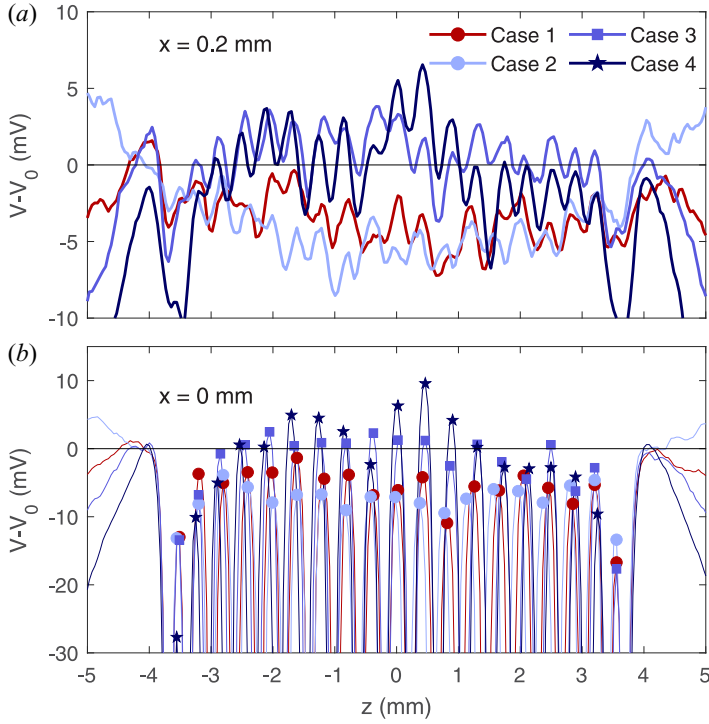 (a)
x = 0.2 mm
Case 1
Case 3
Case 2
Case 4
V-V0 (mV)
10
5
0
-5
-10
(b)
x = 0 mm
V-V0 (mV)
10
0
-10
-20
-30
-5 -4 -3 -2 -1 0 1 2 3 4 5
z (mm)